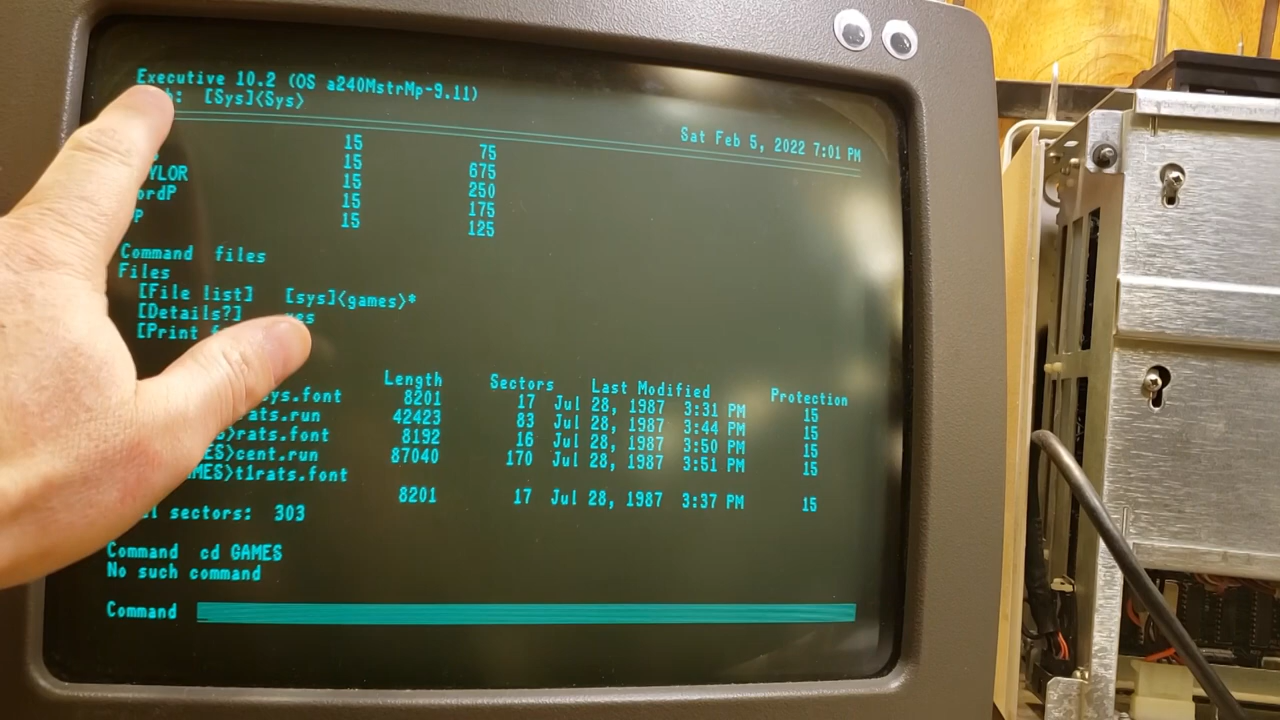 Executive 10.2 (OS a240MstrMp-9.11)
[Sys]<Sys>
Sat Feb 5, 2022 7:01 PM
15 75
YLOR 15 675
ordP 15 250
P 15 175
15 125
Command files
Files
[File list] [sys]<games>*
[Details?] yes
[Print
Length Sectors Last Modified Protection
sys.font 8201 17 Jul 28, 1987 3:31 PM 15
rats.run 42423 83 Jul 28, 1987 3:44 PM 15
>rats.font 8192 16 Jul 28, 1987 3:50 PM 15
ES>cent.run 87040 170 Jul 28, 1987 3:51 PM 15
MES>t1rats.font
8201 17 Jul 28, 1987 3:37 PM 15
sectors: 303
Command cd GAMES
No such command
Command